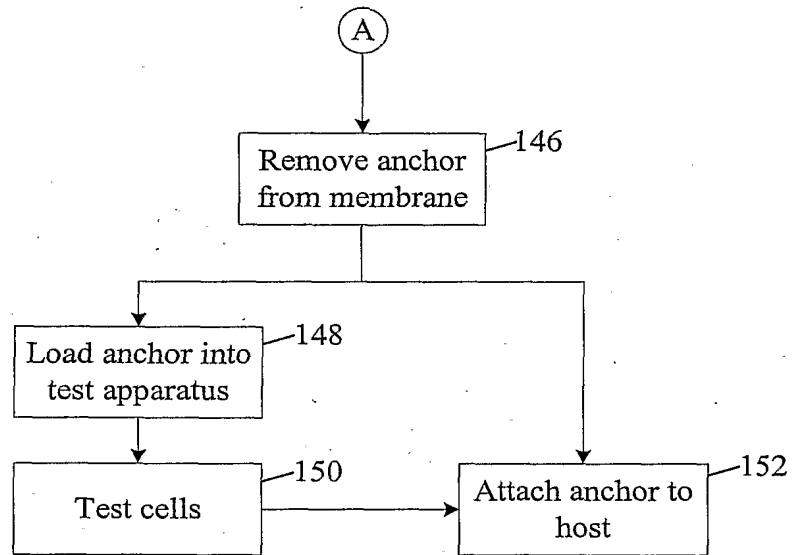 A
Remove anchor
from membrane
146
Load anchor into
test apparatus
148
Test cells
150
Attach anchor to
host
152